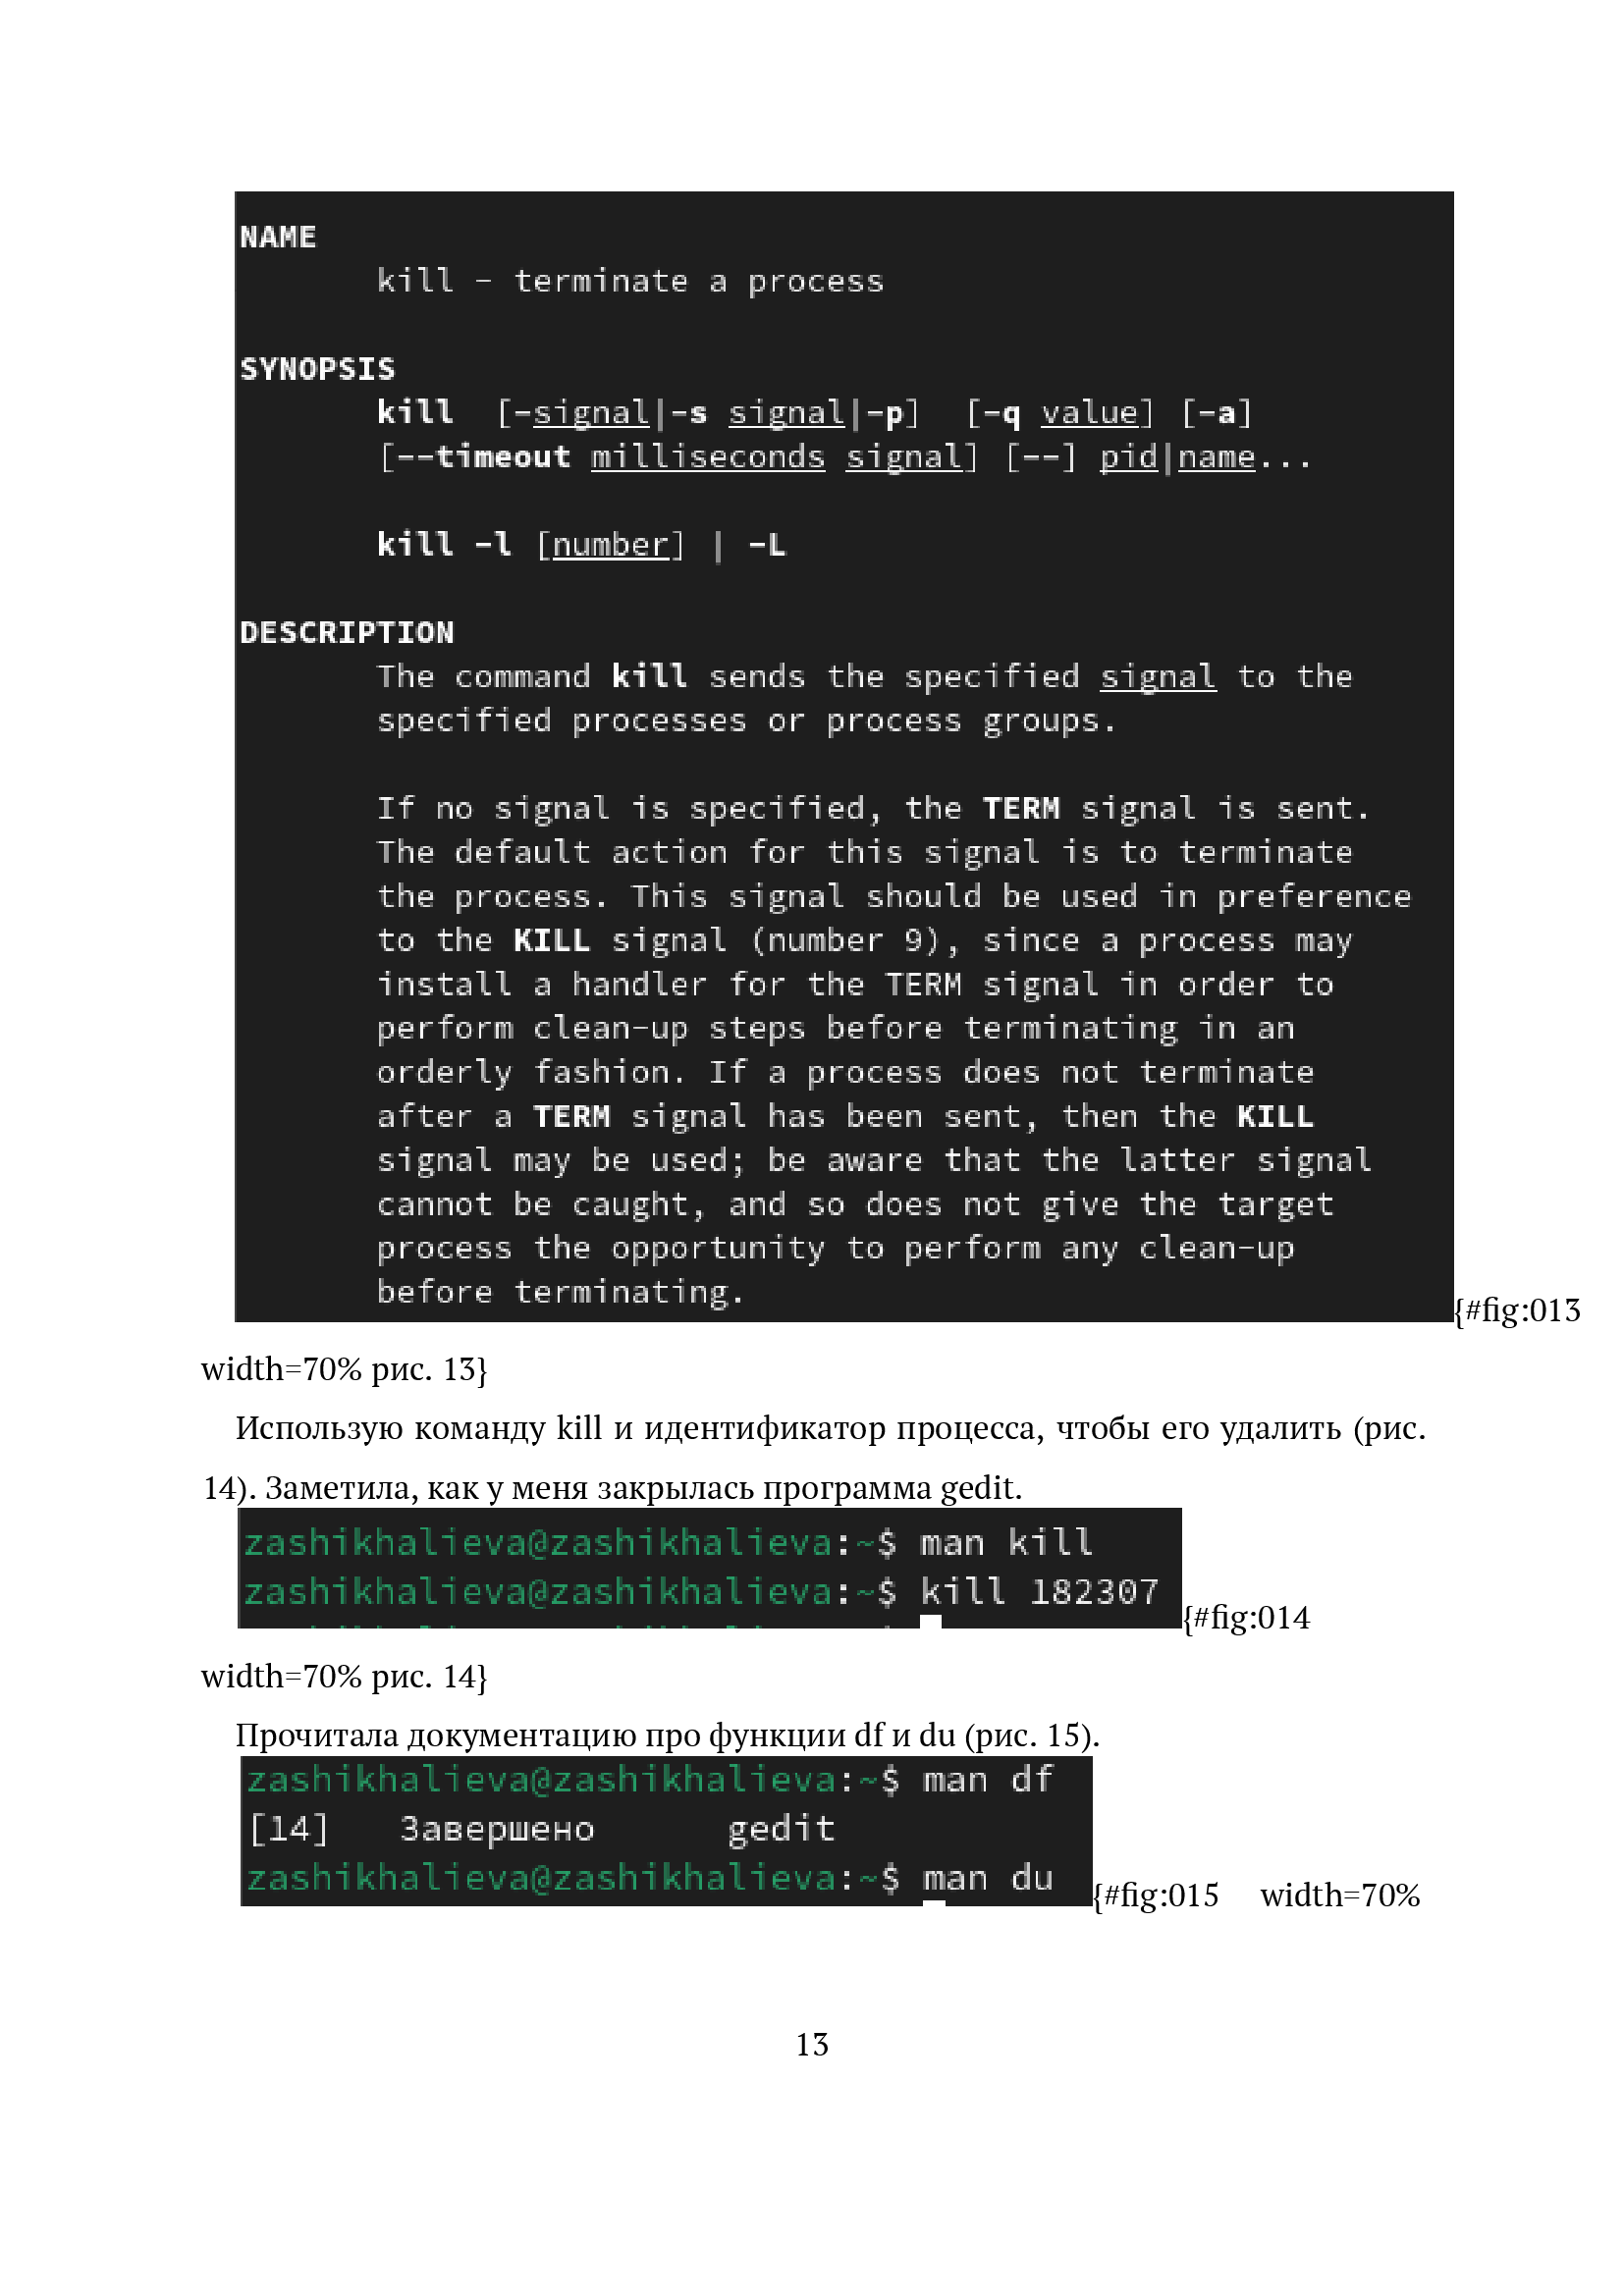 NAME
kill - terminate a process
SYNOPSIS
kill [-signal|-s signal|-p] [-q value] [-a]
[--timeout milliseconds signal] [--] pid|name...
kill -l [number] | -L
DESCRIPTION
The command kill sends the specified signal to the
specified processes or process groups.
If no signal is specified, the TERM signal is sent.
The default action for this signal is to terminate
the process. This signal should be used in preference
to the KILL signal (number 9), since a process may
install a handler for the TERM signal in order to
perform clean-up steps before terminating in an
orderly fashion. If a process does not terminate
after a TERM signal has been sent, then the KILL
signal may be used; be aware that the latter signal
cannot be caught, and so does not give the target
process the opportunity to perform any clean-up
before terminating.
{#fig:013
width=70% рис. 13}
Использую команду kill и идентификатор процесса, чтобы его удалить (рис.
14). Заметила, как у меня закрылась программа gedit.
zashikhalieva@zashikhalieva:~$ man kill
zashikhalieva@zashikhalieva:~$ kill 182307
{#fig:014
width=70% рис. 14}
Прочитала документацию про функции df и du (рис. 15).
zashikhalieva@zashikhalieva:~$ man df
[14] Завершено gedit
zashikhalieva@zashikhalieva:~$ man du
{#fig:015 width=70%
13